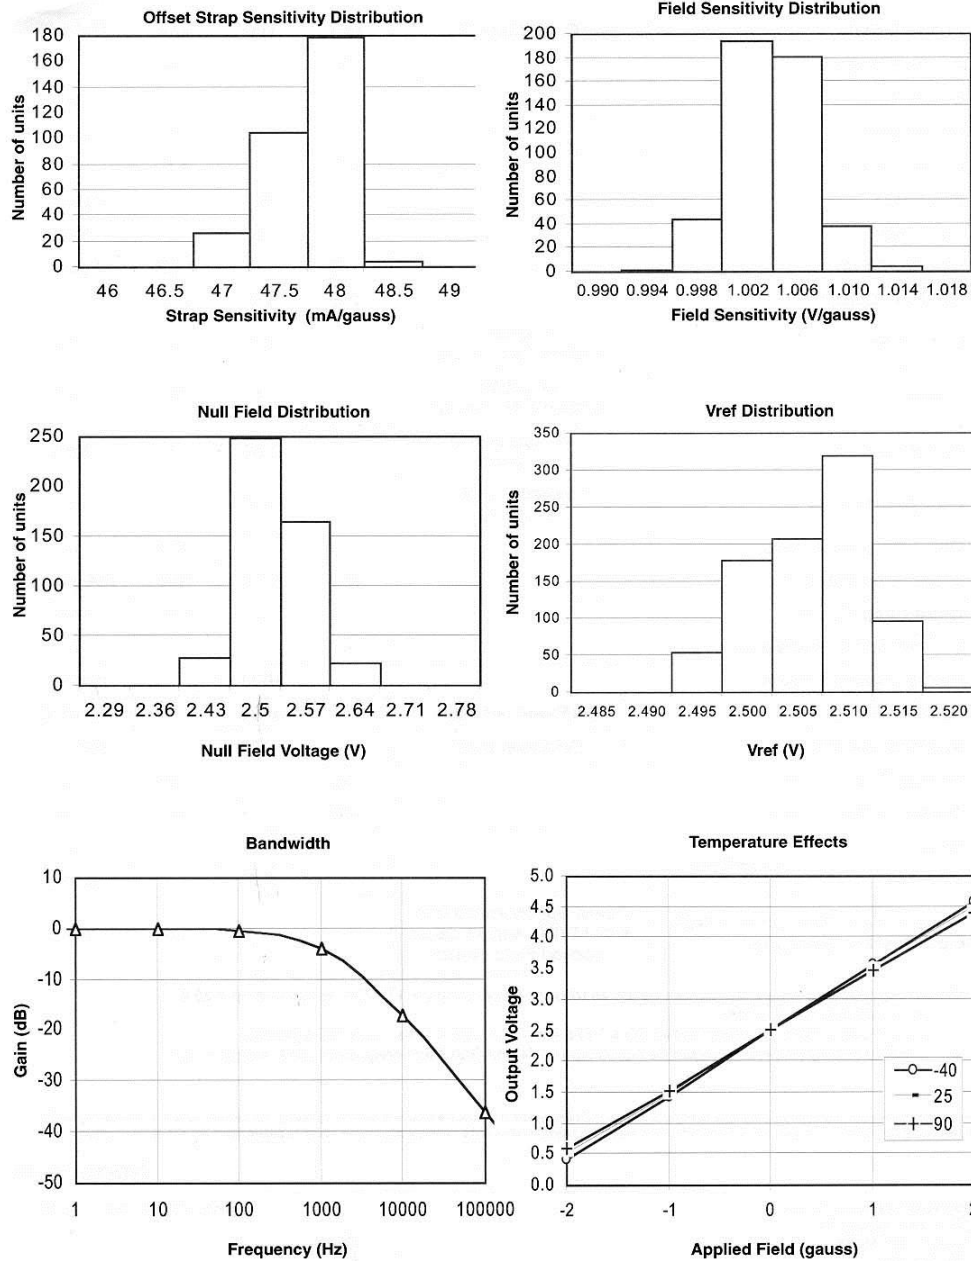 Offset Strap Sensitivity Distribution
Number of units
180
160
140
120
100
80
60
40
20
0
46 46.5 47 47.5 48 48.5 49
Strap Sensitivity (mA/gauss)
Field Sensitivity Distribution
Number of units
200
180
160
140
120
100
80
60
40
20
0
0.990 0.994 0.998 1.002 1.006 1.010 1.014 1.018
Field Sensitivity (V/gauss)
Null Field Distribution
Number of units
250
200
150
100
50
0
2.29 2.36 2.43 2.5 2.57 2.64 2.71 2.78
Null Field Voltage (V)
Vref Distribution
Number of units
350
300
250
200
150
100
50
0
2.485 2.490 2.495 2.500 2.505 2.510 2.515 2.520
Vref (V)
Bandwidth
Gain (dB)
10
0
-10
-20
-30
-40
-50
1 10 100 1000 10000 100000
Frequency (Hz)
Temperature Effects
Output Voltage
5.0
4.5
4.0
3.5
3.0
2.5
2.0
1.5
1.0
0.5
0.0
-40
25
90
-2 -1 0 1 2
Applied Field (gauss)